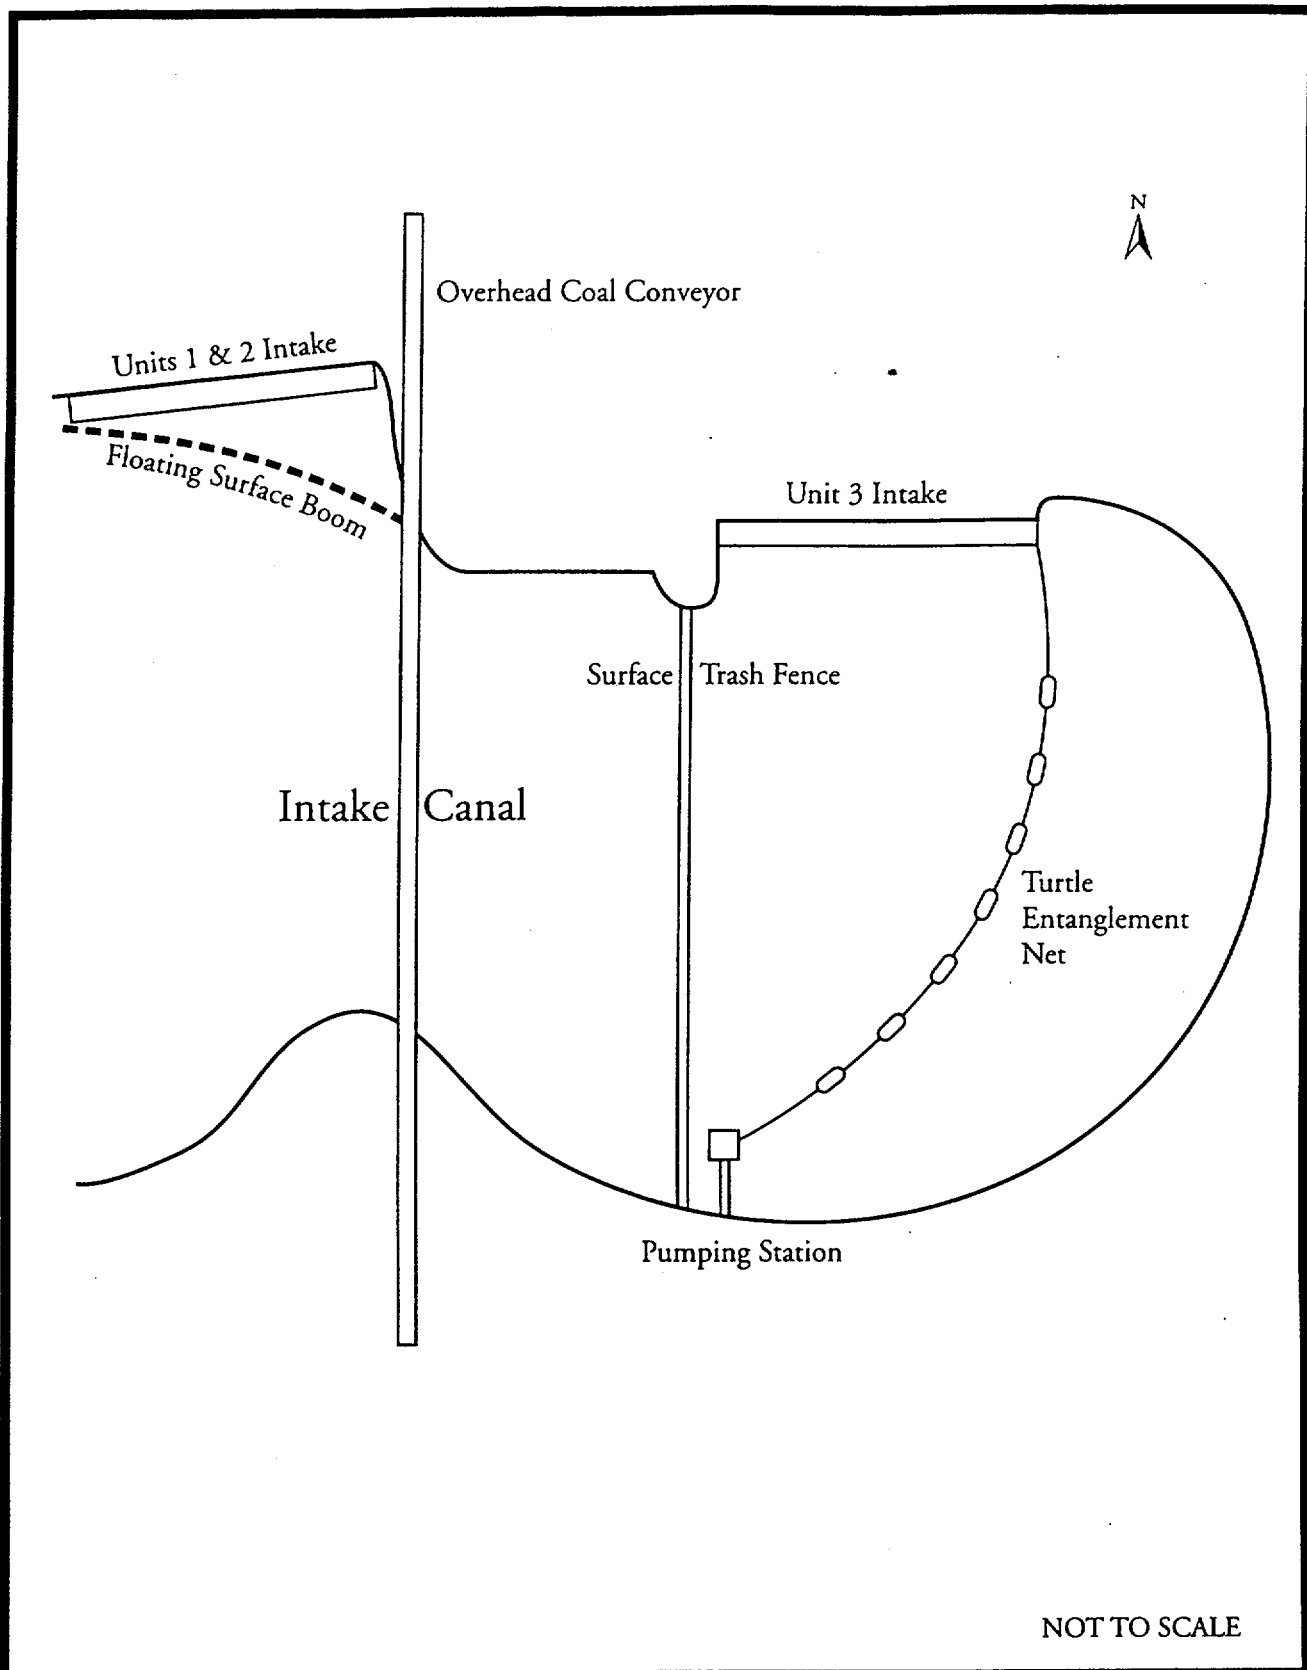 N
Overhead Coal Conveyor
Units 1 & 2 Intake
Floating Surface Boom
Unit 3 Intake
Surface Trash Fence
Intake Canal
Turtle
Entanglement
Net
Pumping Station
NOT TO SCALE